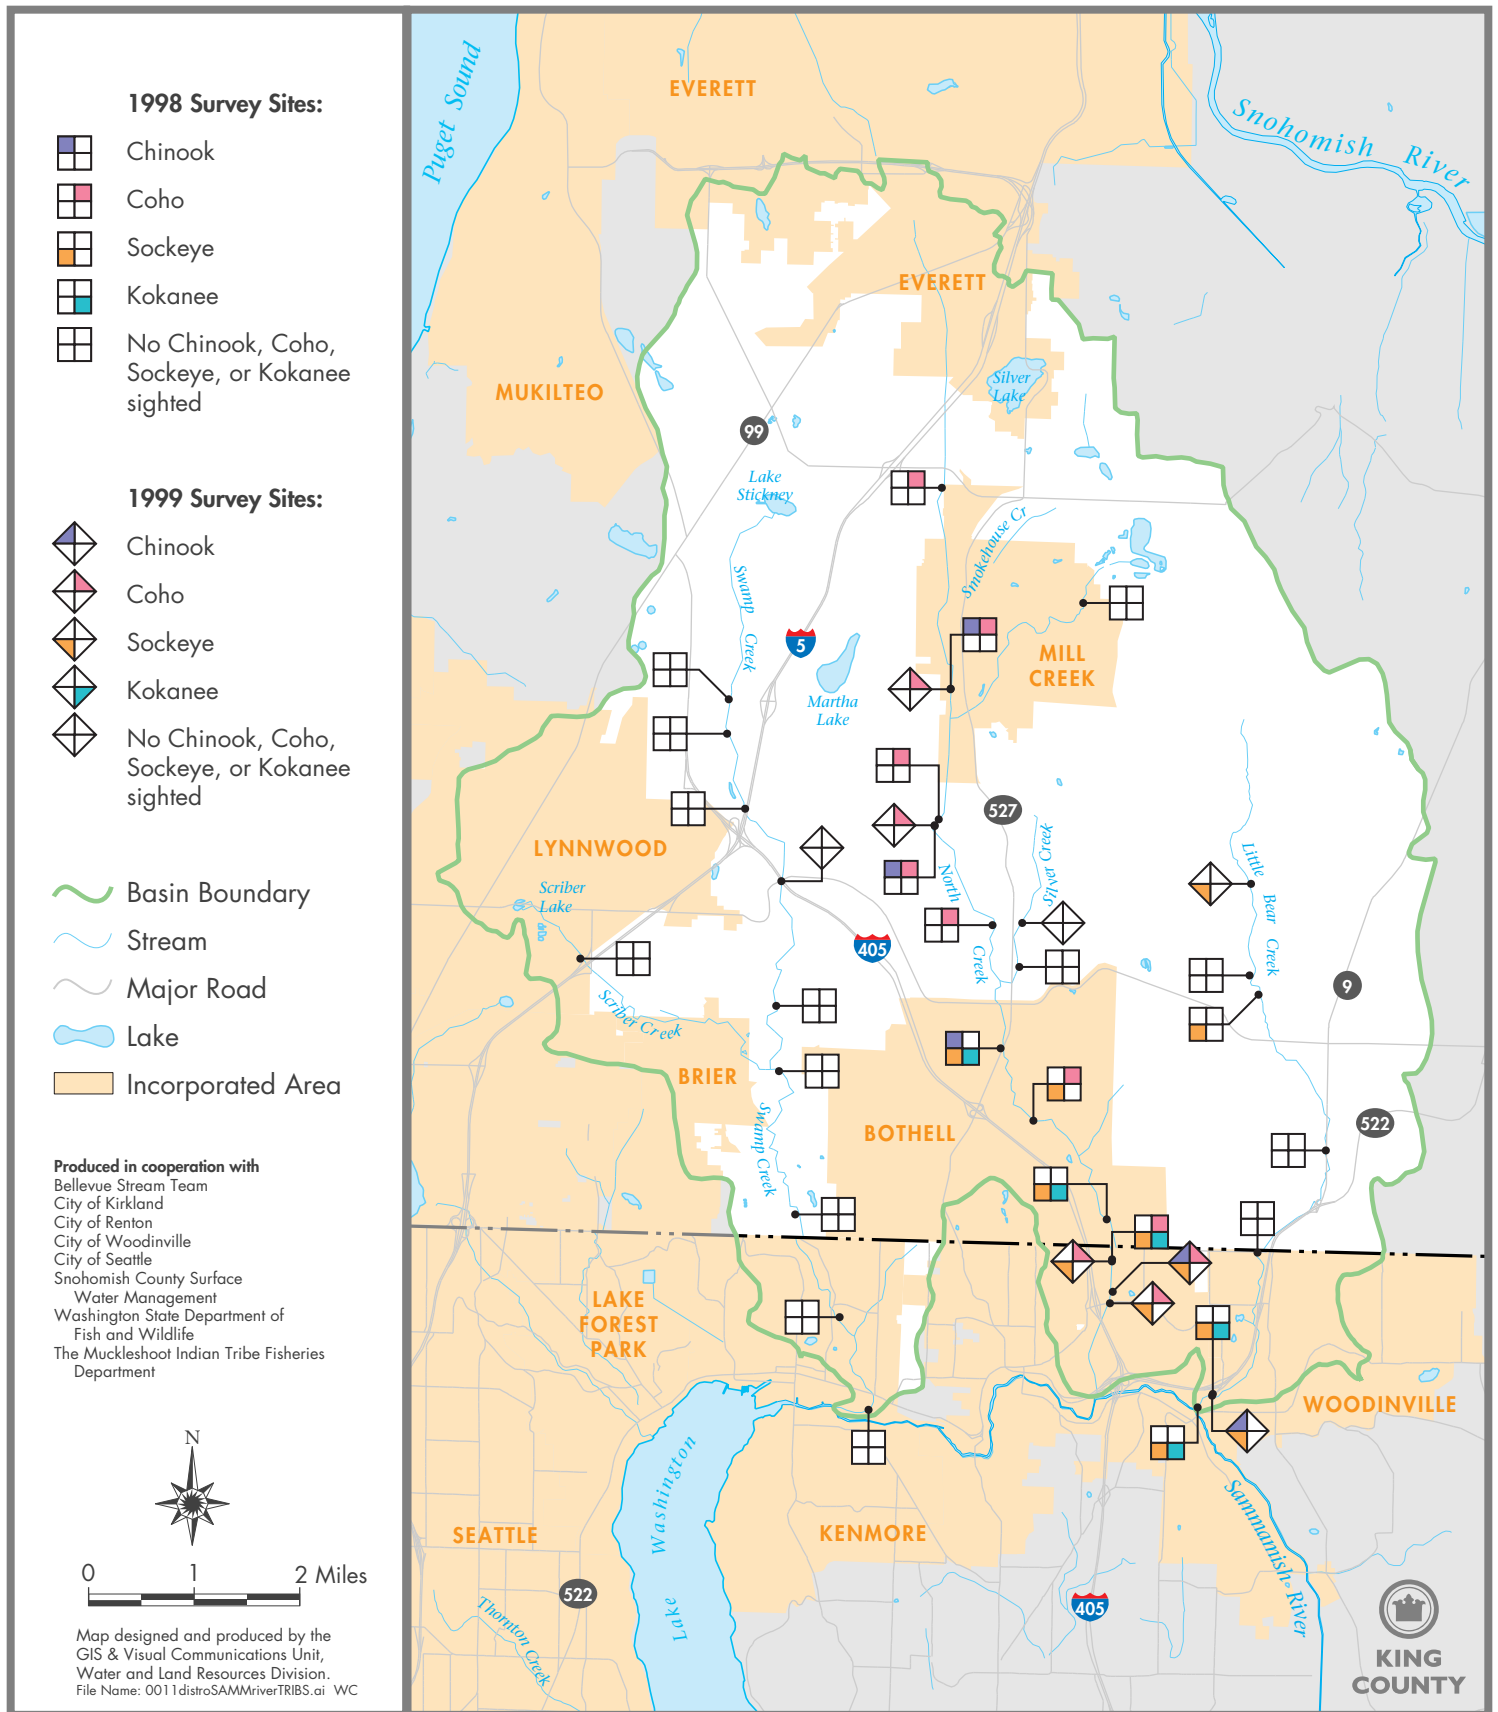 1998 Survey Sites:
Chinook
Coho
Sockeye
Kokanee
No Chinook, Coho,
Sockeye, or Kokanee
sighted
1999 Survey Sites:
Chinook
Coho
Sockeye
Kokanee
No Chinook, Coho,
Sockeye, or Kokanee
sighted
Basin Boundary
Stream
Major Road
Lake
Incorporated Area
Produced in cooperation with
Bellevue Stream Team
City of Kirkland
City of Renton
City of Woodinville
City of Seattle
Snohomish County Surface
Water Management
Washington State Department of
Fish and Wildlife
The Muckleshoot Indian Tribe Fisheries
Department
N
0 1 2 Miles
Map designed and produced by the
GIS & Visual Communications Unit,
Water and Land Resources Division.
File Name: 0011distroSAMMriverTRIBS.ai WC
Puget Sound
EVERETT
Snohomish River
EVERETT
MUKILTEO
Silver
Lake
99
Lake
Stickney
Smokehouse Cr
Swamp
Creek
5
MILL
CREEK
Martha
Lake
527
LYNNWOOD
Silver Creek
Little
Bear
Creek
North
Creek
Scriber
Lake
405
9
Scriber Creek
BRIER
Swamp Creek
BOTHELL
522
LAKE
FOREST
PARK
WOODINVILLE
Lake Washington
SEATTLE
KENMORE
Sammamish River
522
405
Thornton Creek
KING
COUNTY